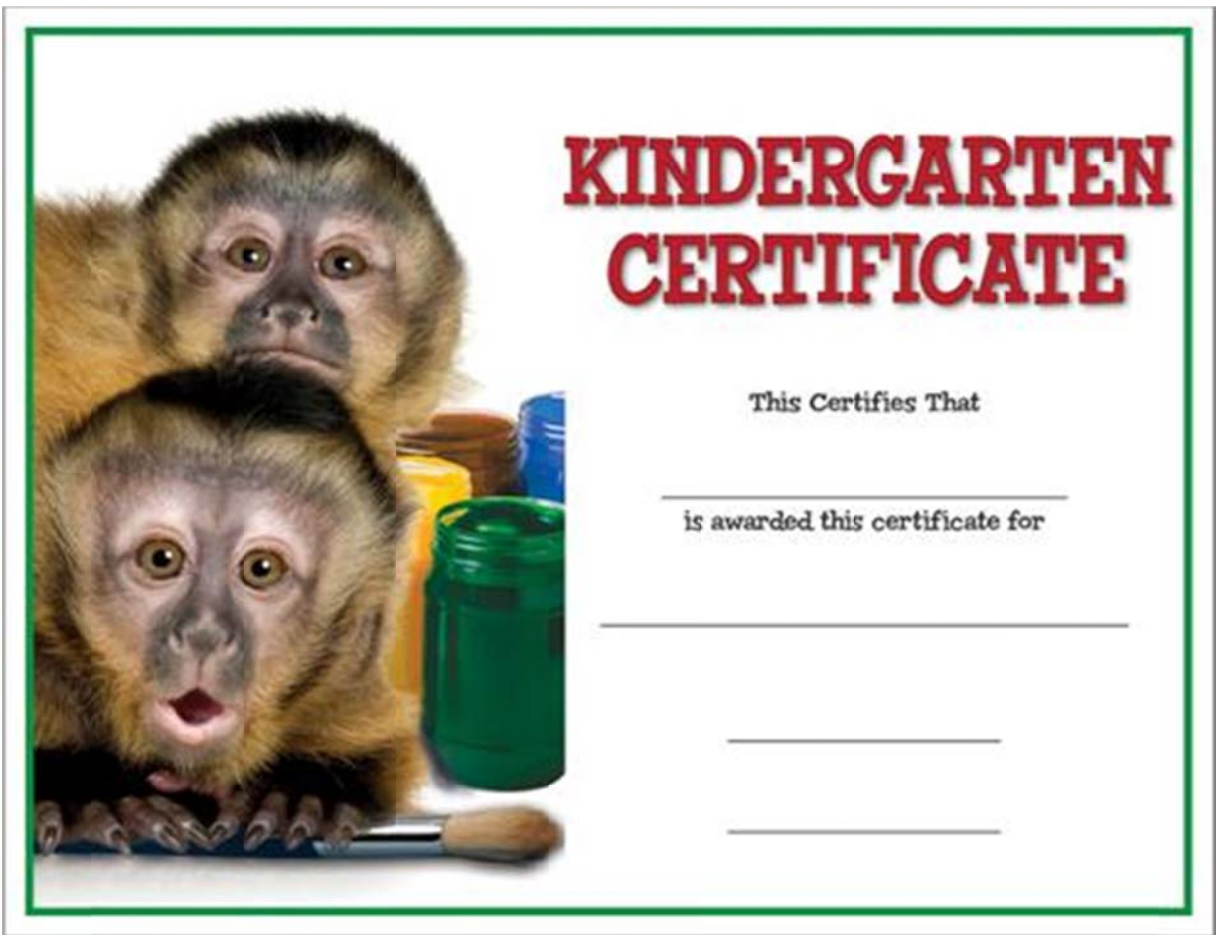 KINDERGARTEN
CERTIFICATE
This Certifies That
is awarded this certificate for